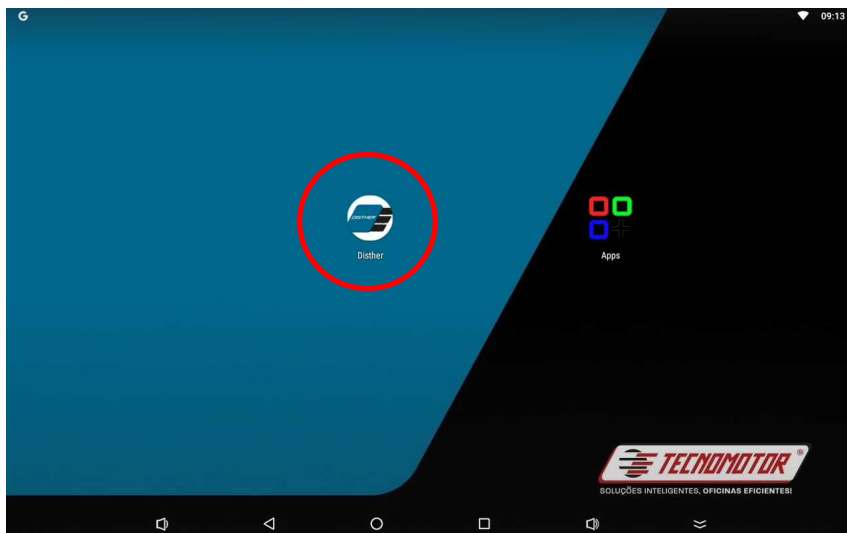 G
09:13
DISTHER
Disther
Apps
TECNOMOTOR®
SOLUÇÕES INTELIGENTES, OFICINAS EFICIENTES!